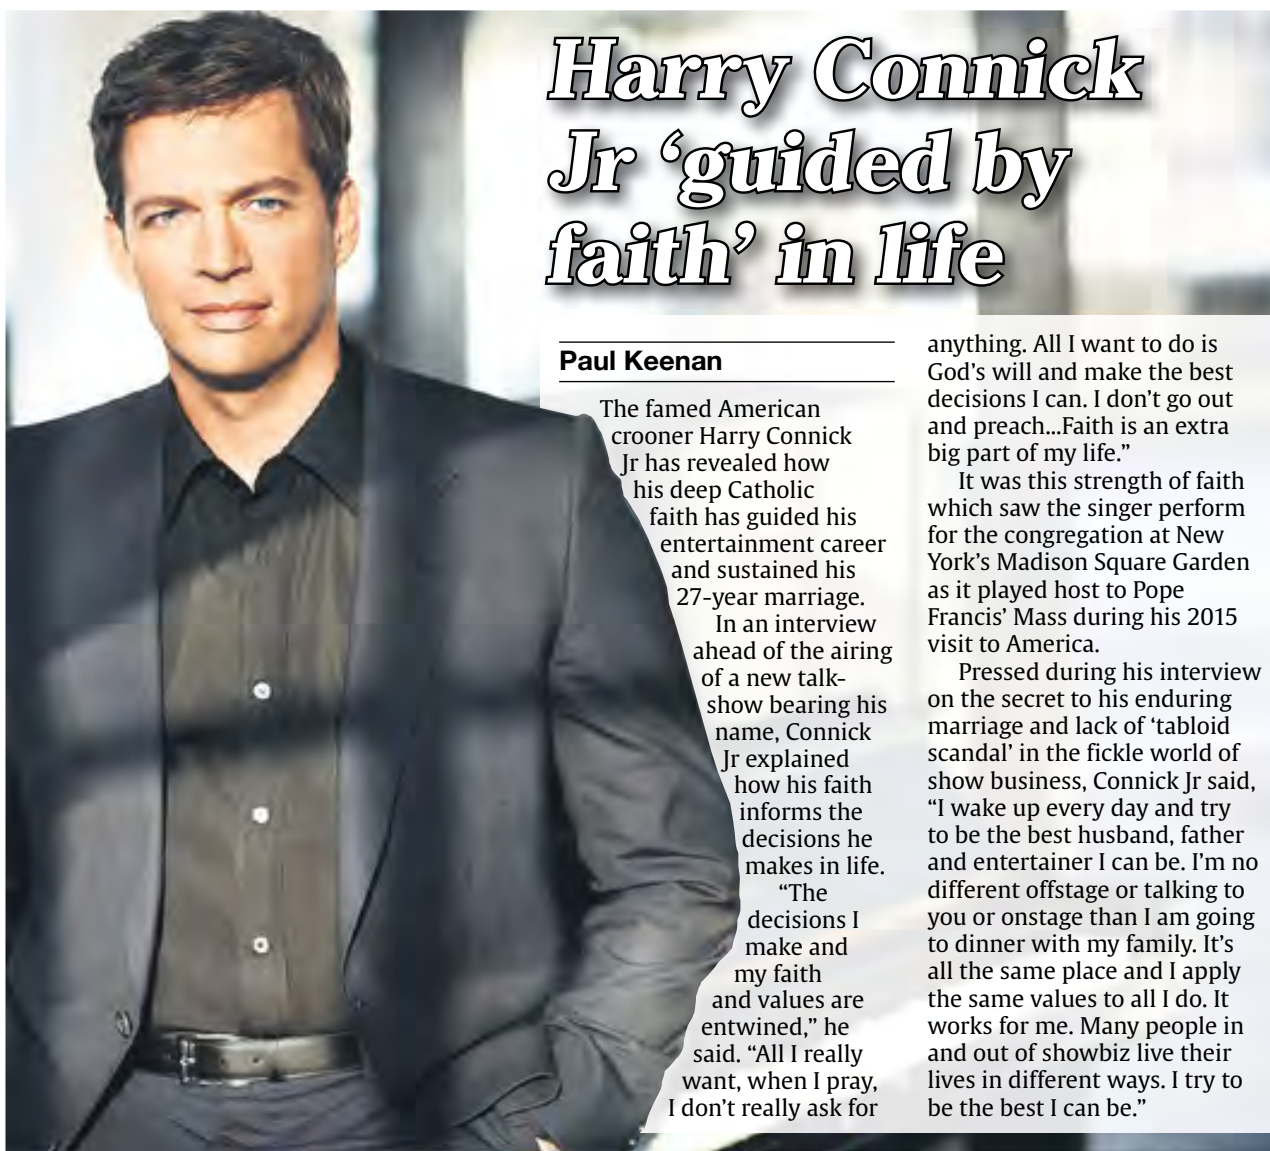 Harry Connick
Jr ‘guided by
faith’ in life
Paul Keenan
The famed American
crooner Harry Connick
Jr has revealed how
his deep Catholic
faith has guided his
entertainment career
and sustained his
27-year marriage.
In an interview
ahead of the airing
of a new talk-
show bearing his
name, Connick
Jr explained
how his faith
informs the
decisions he
makes in life.
“The
decisions I
make and
my faith
and values are
entwined,” he
said. “All I really
want, when I pray,
I don’t really ask for
anything. All I want to do is
God’s will and make the best
decisions I can. I don’t go out
and preach...Faith is an extra
big part of my life.”
It was this strength of faith
which saw the singer perform
for the congregation at New
York’s Madison Square Garden
as it played host to Pope
Francis’ Mass during his 2015
visit to America.
Pressed during his interview
on the secret to his enduring
marriage and lack of ‘tabloid
scandal’ in the fickle world of
show business, Connick Jr said,
“I wake up every day and try
to be the best husband, father
and entertainer I can be. I’m no
different offstage or talking to
you or onstage than I am going
to dinner with my family. It’s
all the same place and I apply
the same values to all I do. It
works for me. Many people in
and out of showbiz live their
lives in different ways. I try to
be the best I can be.”